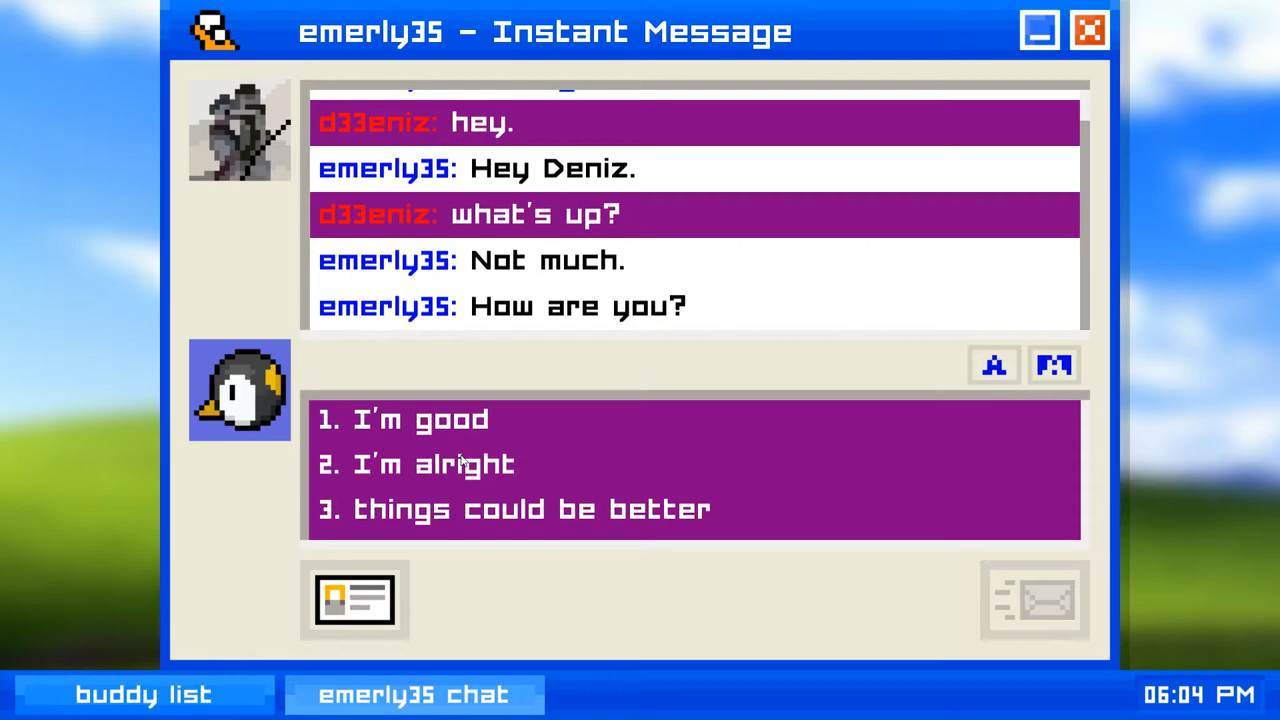 emerly35 - Instant Message
d33eniz: hey.
emerly35: Hey Deniz.
d33eniz: what's up?
emerly35: Not much.
emerly35: How are you?
A
1. I'm good
2. I'm alright
3. things could be better
buddy list
emerly35 chat
06:04 PM